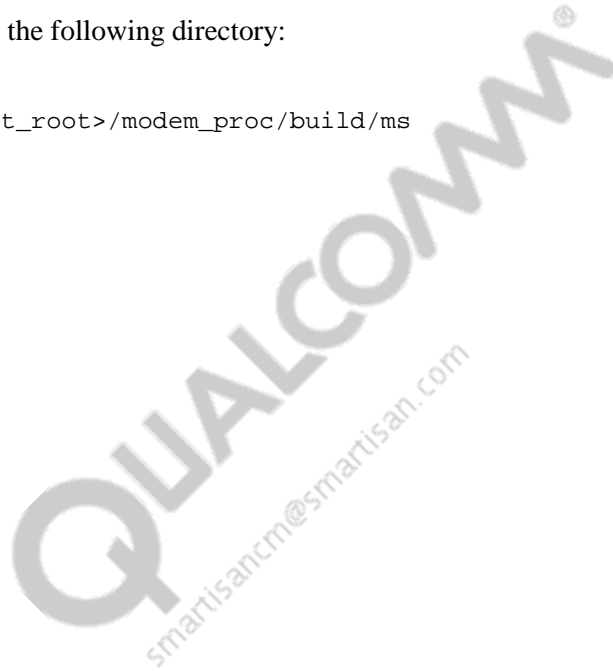 the following directory:
t_root>/modem_proc/build/ms
QUALCOMM®
smartisancm@smartisan.com